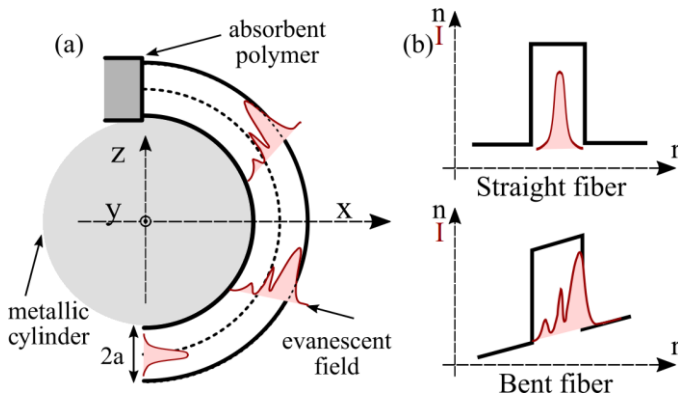 (a)
absorbent
polymer
z
y
x
metallic
cylinder
2a
evanescent
field
(b)
n
I
r
Straight fiber
n
I
r
Bent fiber